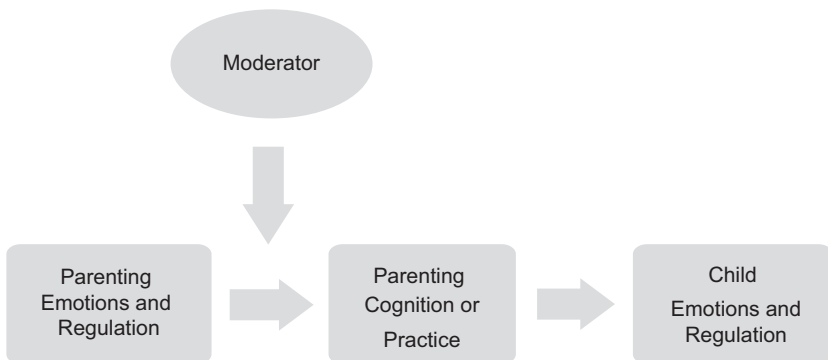 Moderator
Parenting
Emotions and
Regulation
Parenting
Cognition or
Practice
Child
Emotions and
Regulation